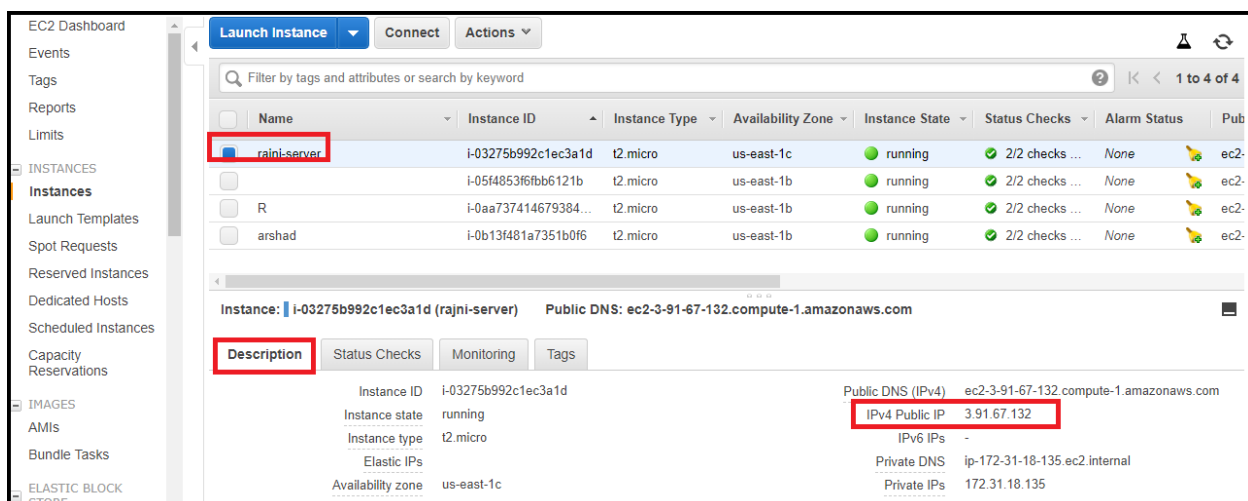 EC2 Dashboard
Events
Tags
Reports
Limits
INSTANCES
Instances
Launch Templates
Spot Requests
Reserved Instances
Dedicated Hosts
Scheduled Instances
Capacity
Reservations
IMAGES
AMIs
Bundle Tasks
ELASTIC BLOCK
STORE
Launch Instance Connect Actions
Filter by tags and attributes or search by keyword 1 to 4 of 4
Name Instance ID Instance Type Availability Zone Instance State Status Checks Alarm Status Pub
rajni-server i-03275b992c1ec3a1d t2.micro us-east-1c running 2/2 checks ... None ec2-
i-05f4853f6fbb6121b t2.micro us-east-1b running 2/2 checks ... None ec2-
R i-0aa737414679384... t2.micro us-east-1b running 2/2 checks ... None ec2-
arshad i-0b13f481a7351b0f6 t2.micro us-east-1b running 2/2 checks ... None ec2-
Instance: i-03275b992c1ec3a1d (rajni-server) Public DNS: ec2-3-91-67-132.compute-1.amazonaws.com
Description Status Checks Monitoring Tags
Instance ID i-03275b992c1ec3a1d Public DNS (IPv4) ec2-3-91-67-132.compute-1.amazonaws.com
Instance state running IPv4 Public IP 3.91.67.132
Instance type t2.micro IPv6 IPs -
Elastic IPs Private DNS ip-172-31-18-135.ec2.internal
Availability zone us-east-1c Private IPs 172.31.18.135